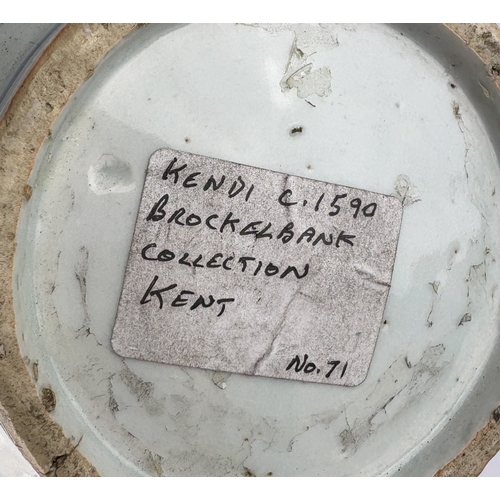 KENDI C.1590
BROCKELBANK
COLLECTION
KENT
No.71